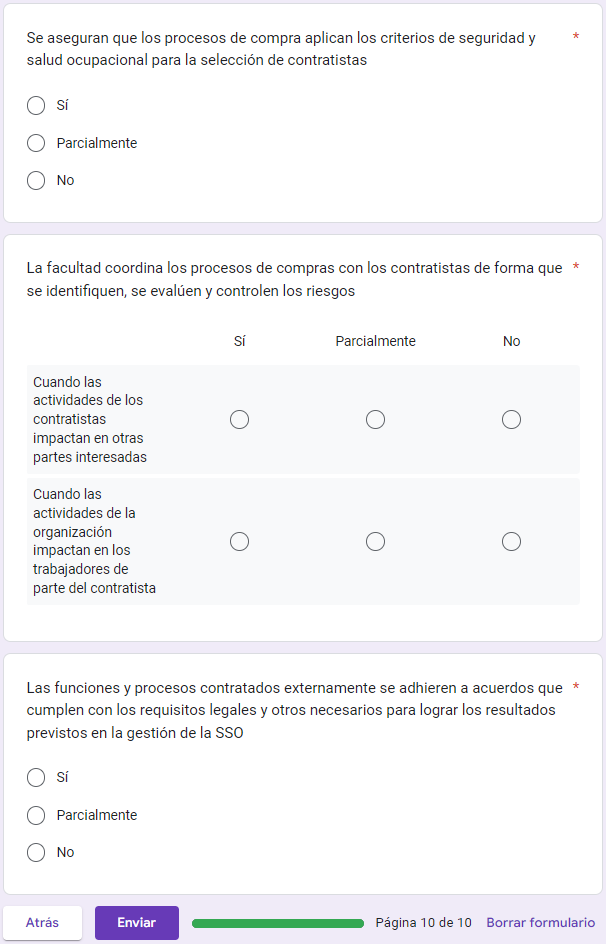 Se aseguran que los procesos de compra aplican los criterios de seguridad y *
salud ocupacional para la selección de contratistas
Sí
Parcialmente
No
La facultad coordina los procesos de compras con los contratistas de forma que *
se identifiquen, se evalúen y controlen los riesgos
Sí Parcialmente No
Cuando las
actividades de los
contratistas
impactan en otras
partes interesadas
Cuando las
actividades de la
organización
impactan en los
trabajadores de
parte del contratista
Las funciones y procesos contratados externamente se adhieren a acuerdos que *
cumplen con los requisitos legales y otros necesarios para lograr los resultados
previstos en la gestión de la SSO
Sí
Parcialmente
No
Atrás Enviar Página 10 de 10 Borrar formulario